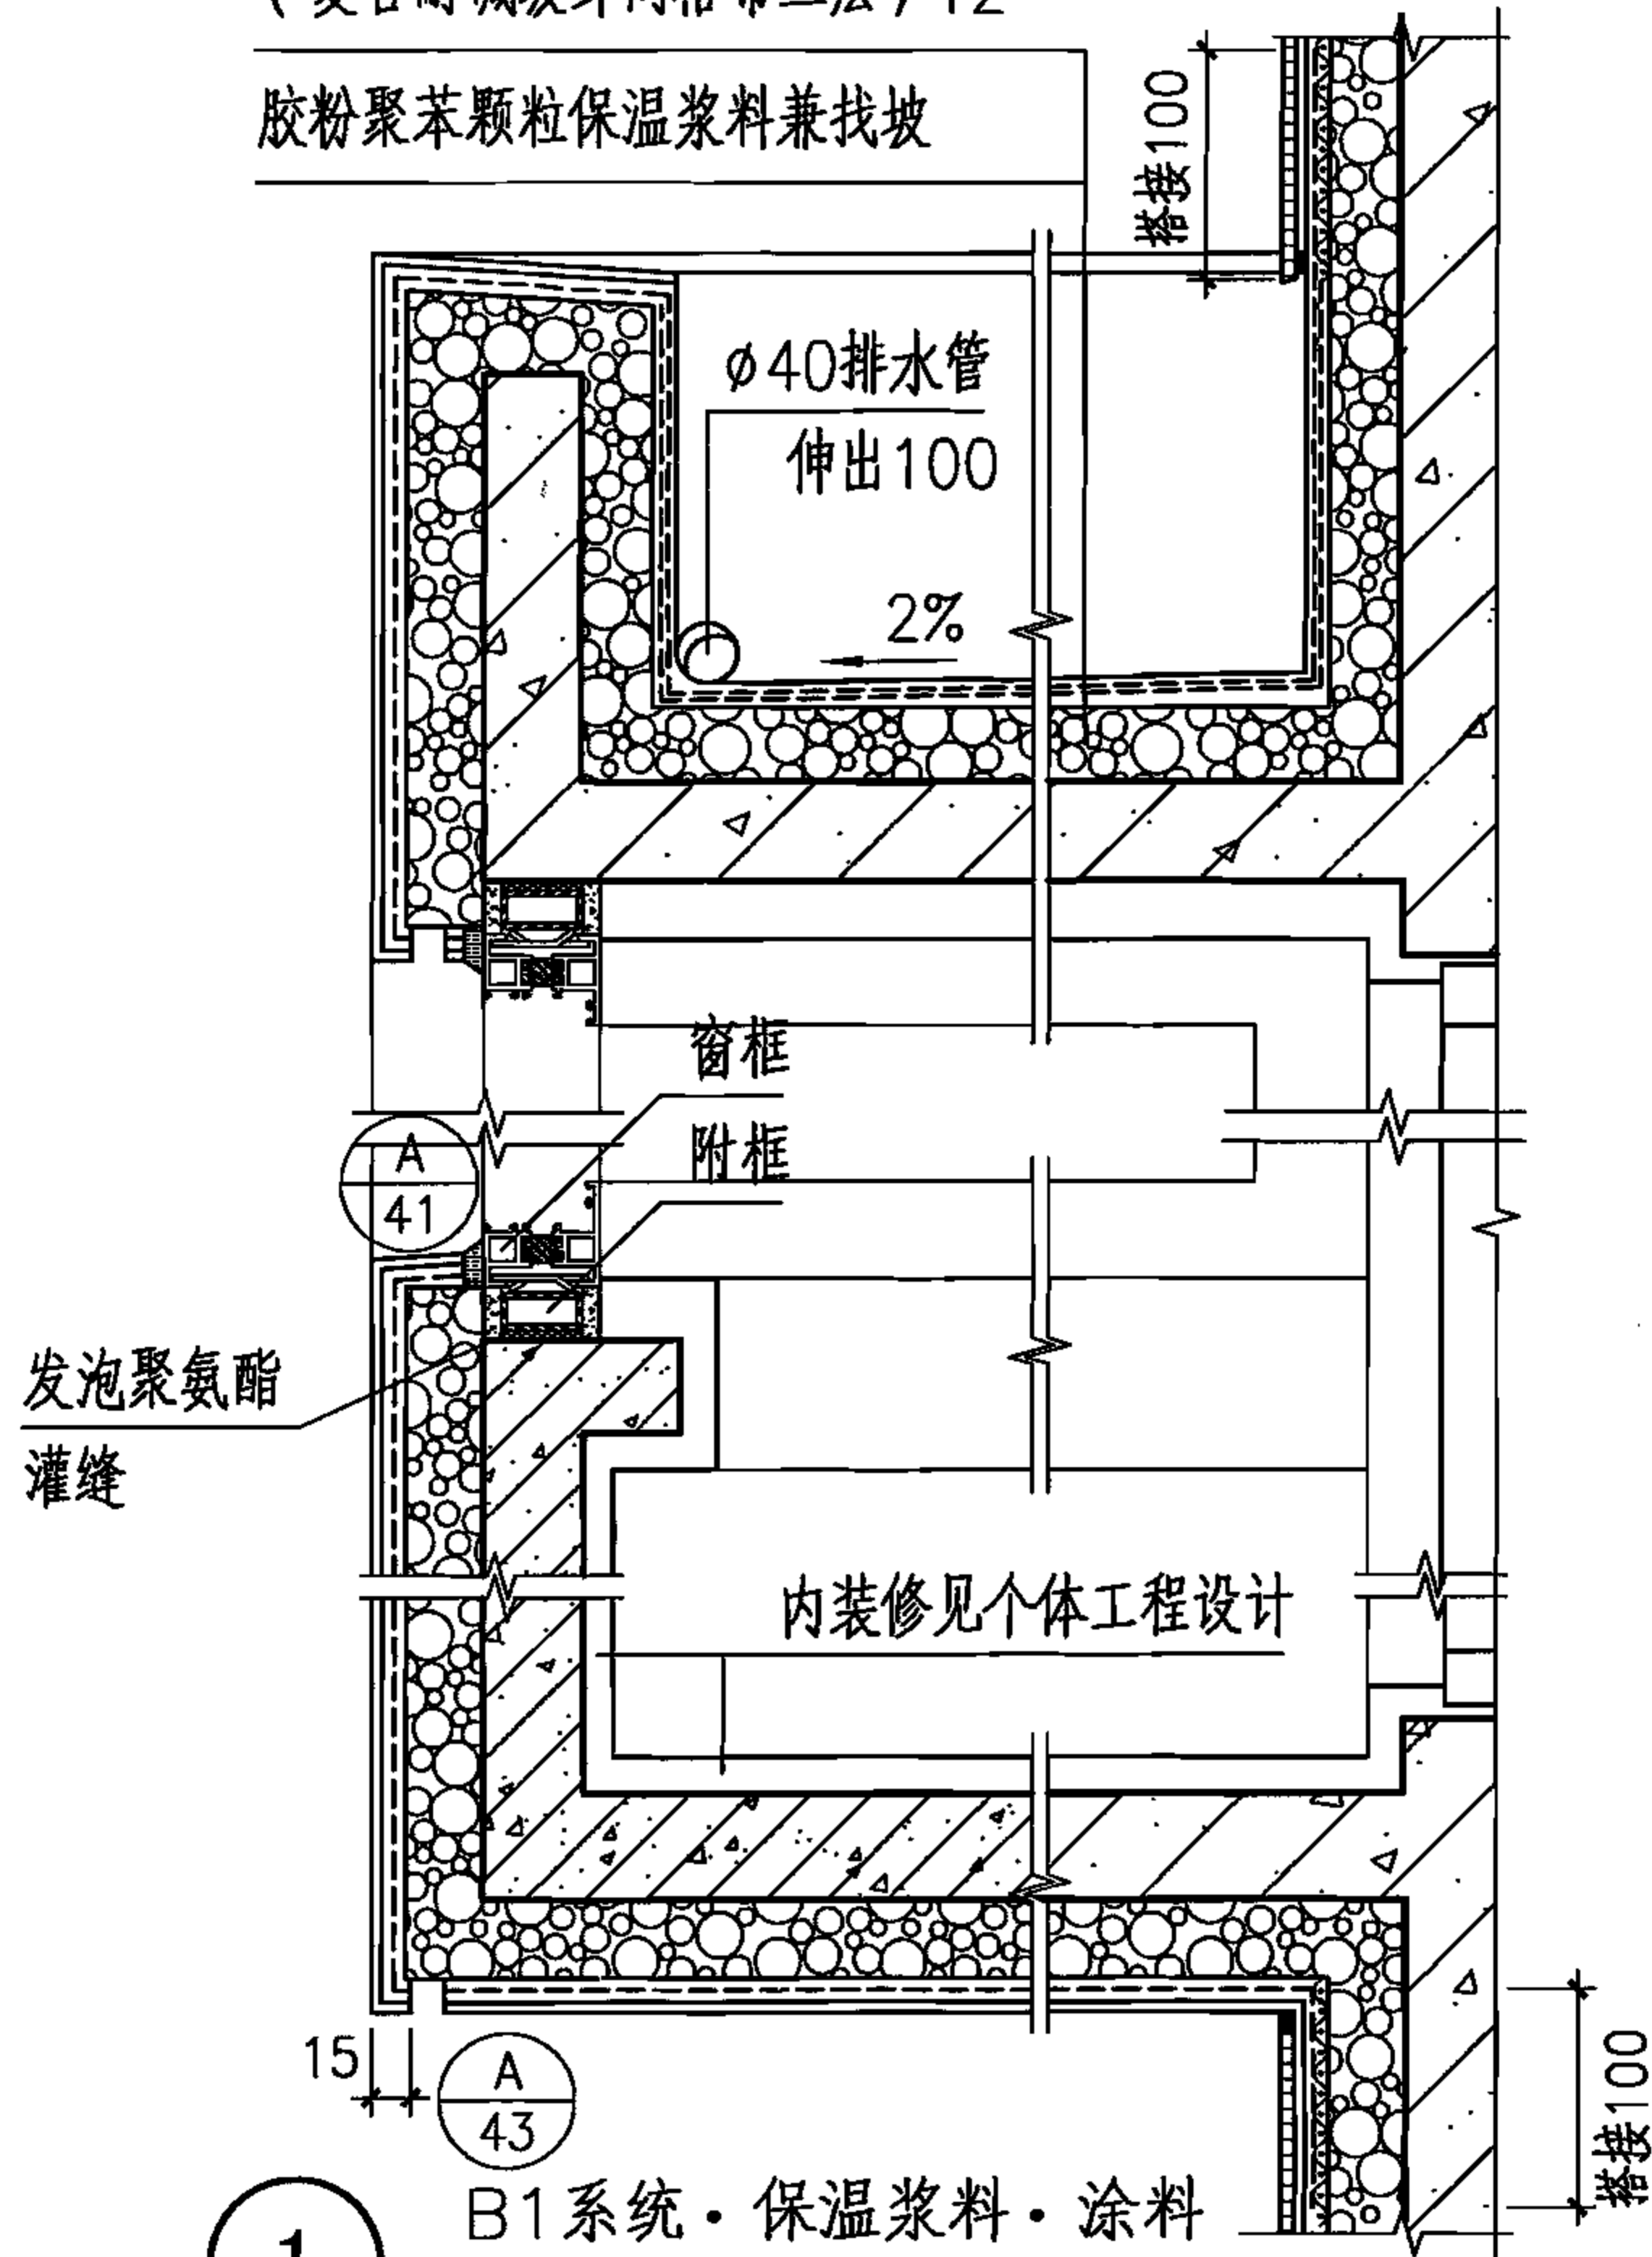 胶粉聚苯颗粒保温浆料兼找坡
搭接100
ø40排水管
伸出100
2%
窗框
附框
A
41
发泡聚氨酯
灌缝
内装修见个体工程设计
15
A
43
搭接100
B1系统·保温浆料·涂料
1